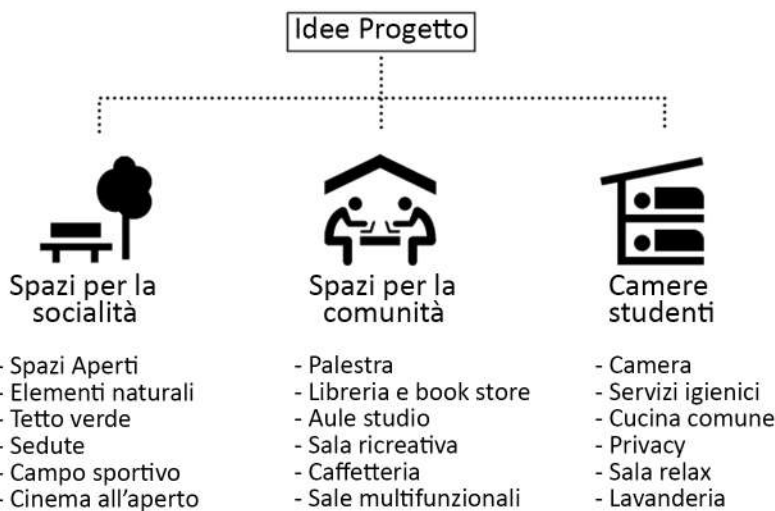 Idee Progetto
Spazi per la
socialità
- Spazi Aperti
- Elementi naturali
- Tetto verde
- Sedute
- Campo sportivo
- Cinema all'aperto
Spazi per la
comunità
- Palestra
- Libreria e book store
- Aule studio
- Sala ricreativa
- Caffetteria
- Sale multifunzionali
Camere
studenti
- Camera
- Servizi igienici
- Cucina comune
- Privacy
- Sala relax
- Lavanderia